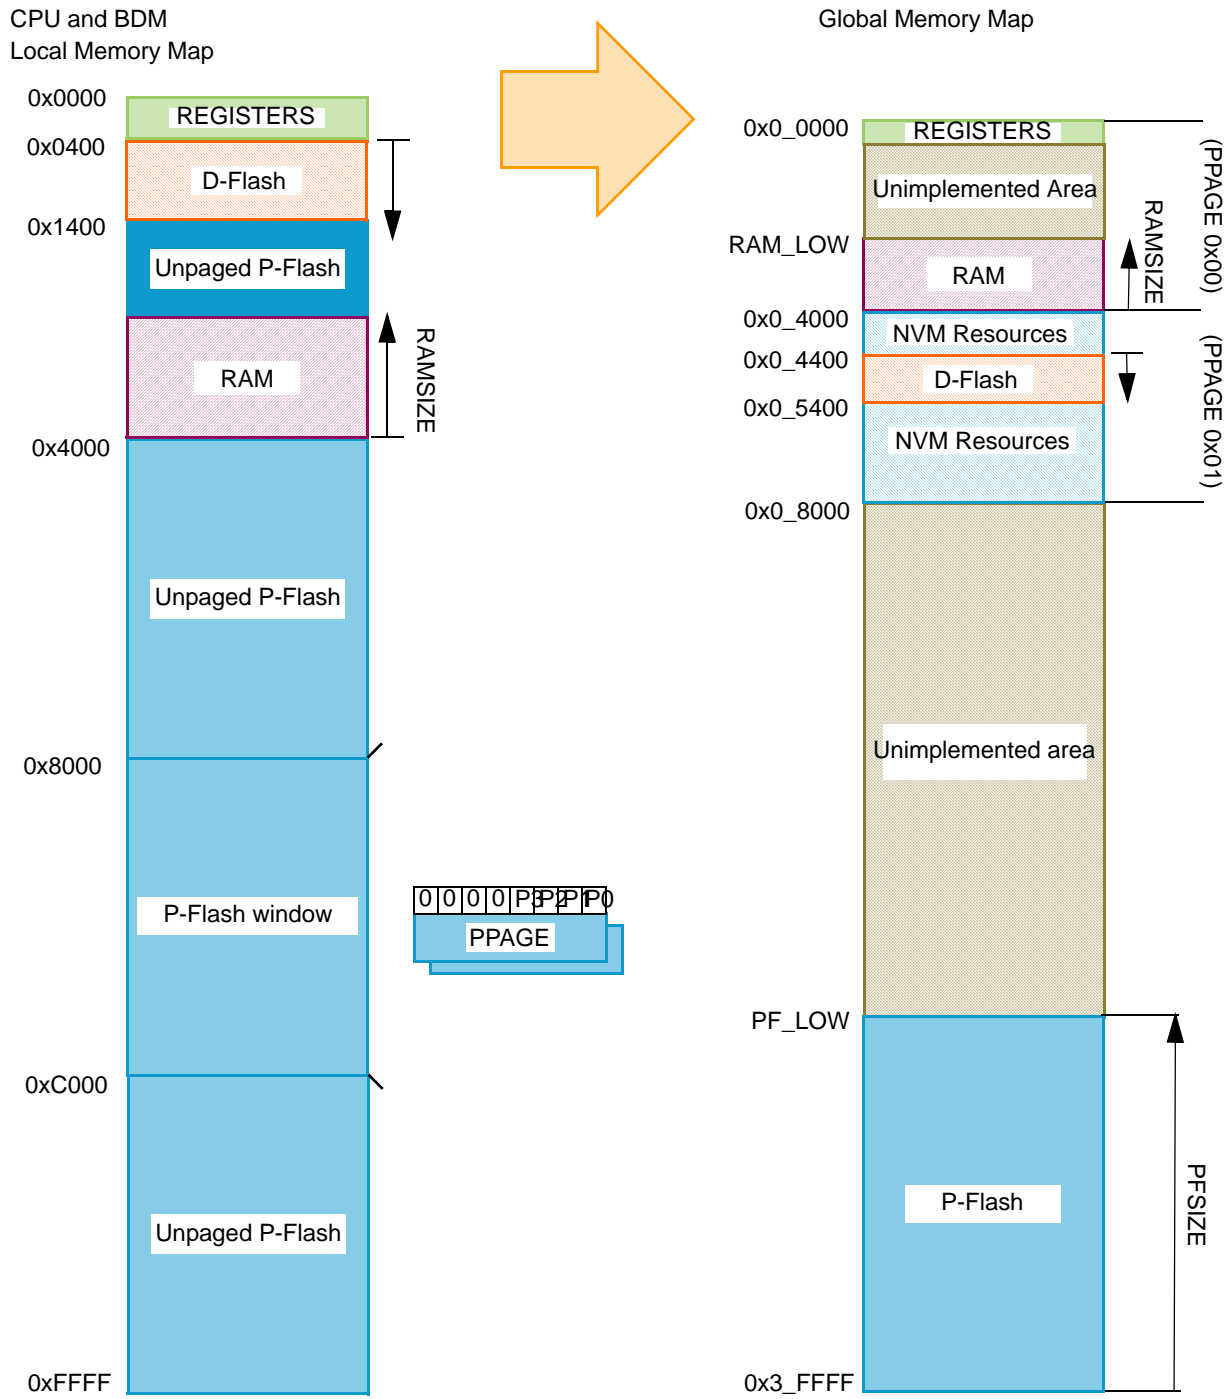 CPU and BDM
Local Memory Map
0x0000
REGISTERS
0x0400
D-Flash
0x1400
Unpaged P-Flash
RAM
RAMSIZE
0x4000
Unpaged P-Flash
0x8000
P-Flash window
0 0 0 0 P3 P2 P1 P0
PPAGE
0xC000
Unpaged P-Flash
0xFFFF
Global Memory Map
0x0_0000
REGISTERS
Unimplemented Area
(PPAGE 0x00)
RAM_LOW
RAM
RAMSIZE
0x0_4000
NVM Resources
0x0_4400
D-Flash
0x0_5400
NVM Resources
(PPAGE 0x01)
0x0_8000
Unimplemented area
PF_LOW
P-Flash
PFSIZE
0x3_FFFF